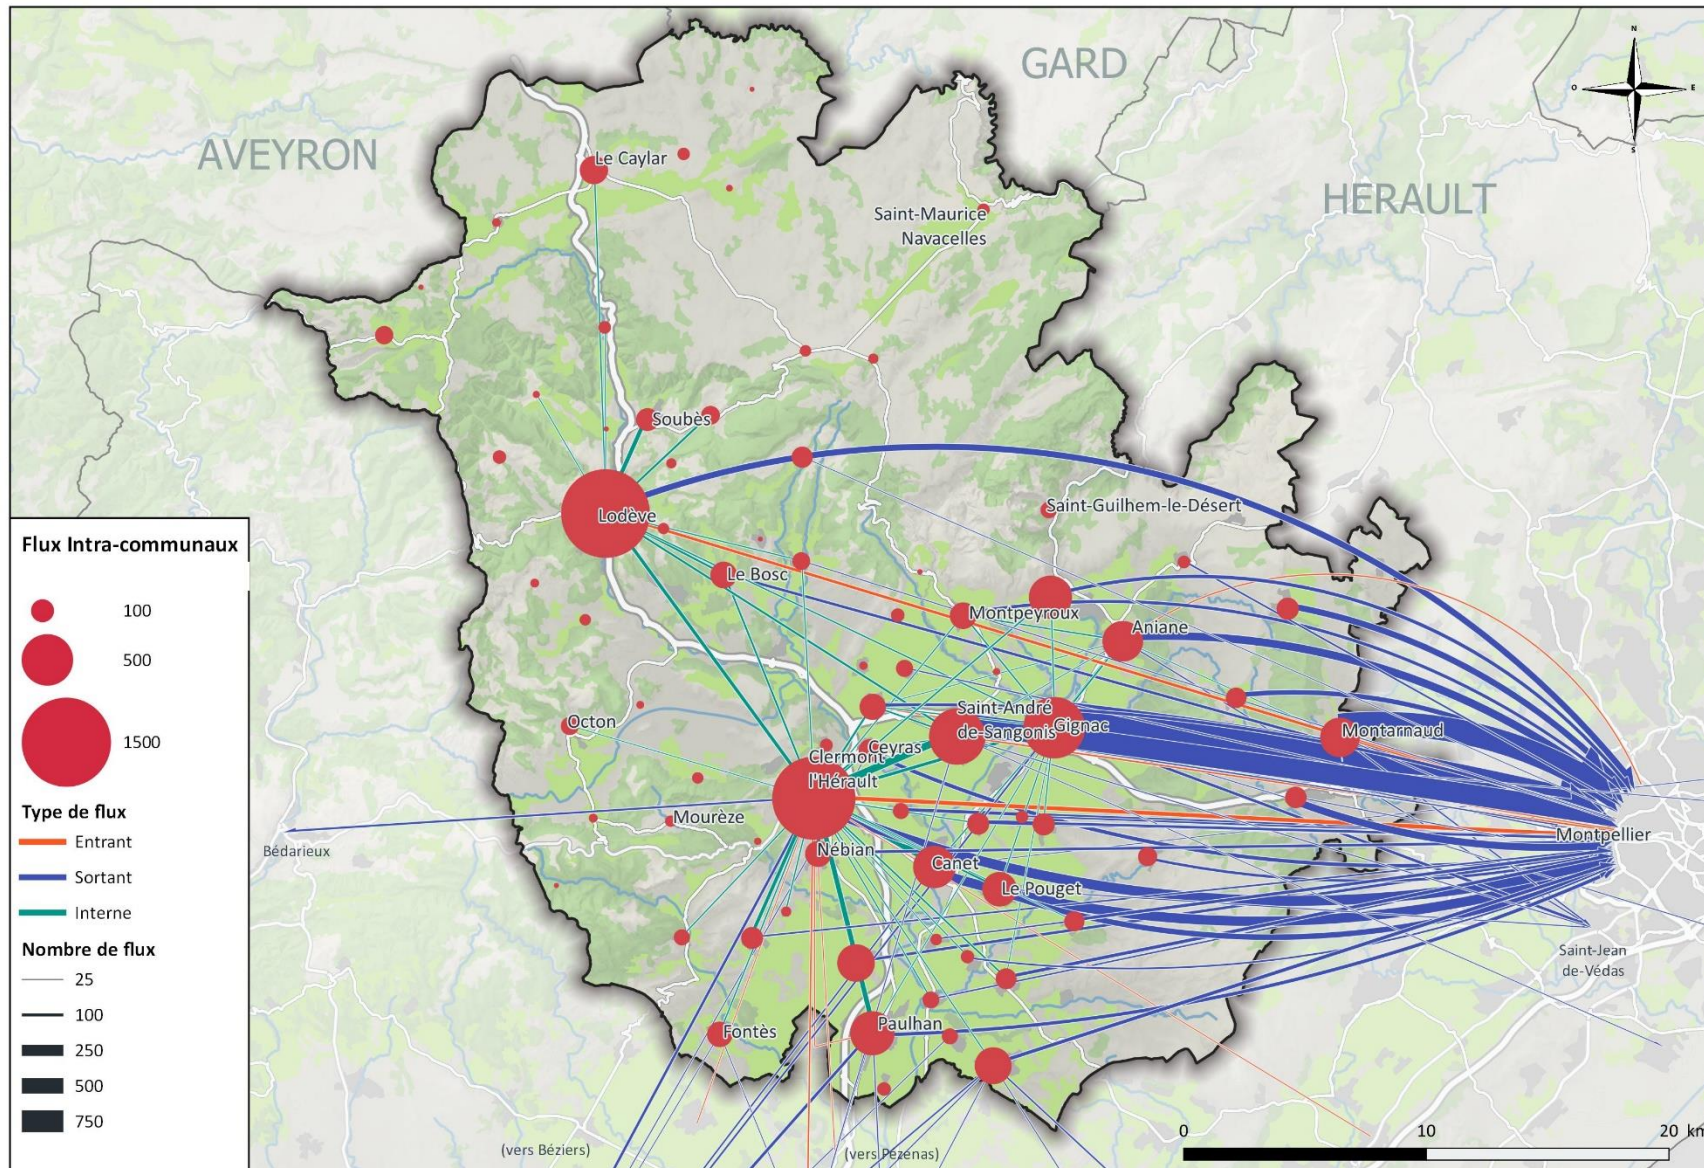 GARD
AVEYRON
HERAULT
N
O
E
S
Le Caylar
Saint-Maurice
Navacelles
Soubès
Lodève
Saint-Guilhem-le-Désert
Le Bosc
Montpeyroux
Aniane
Octon
Saint-André
de-Sangonis
Gignac
Montarnaud
Ceyras
Clermont
l'Hérault
Mourèze
Nébian
Canet
Le Pouget
Montpellier
Bédarieux
Saint-Jean
de-Védas
Fontès
Paulhan
(vers Béziers)
(vers Pézénas)
0
10
20 km
Flux Intra-communaux
100
500
1500
Type de flux
Entrant
Sortant
Interne
Nombre de flux
25
100
250
500
750